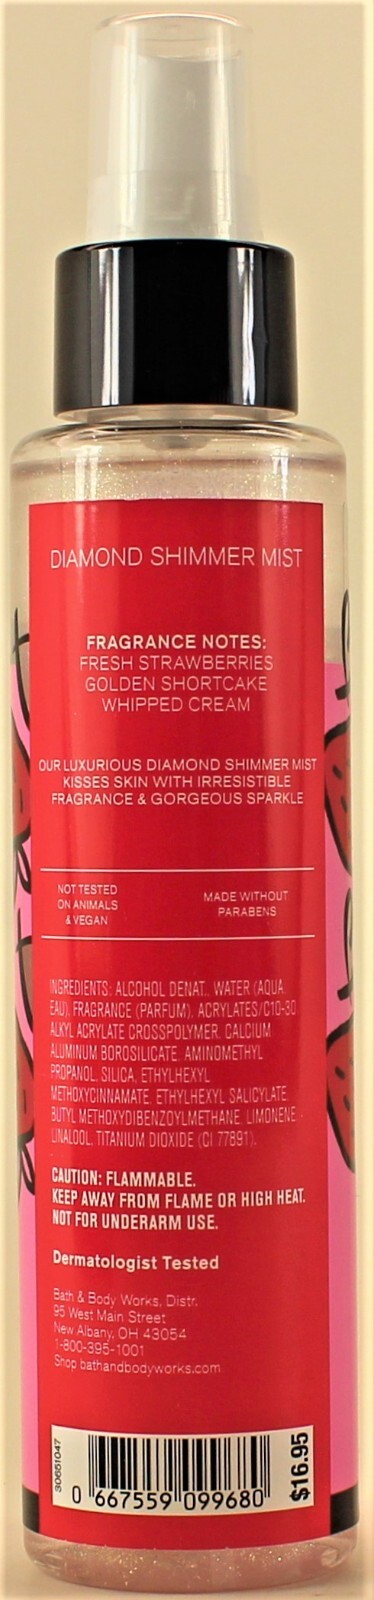 DIAMOND SHIMMER MIST
FRAGRANCE NOTES:
FRESH STRAWBERRIES
GOLDEN SHORTCAKE
WHIPPED CREAM
OUR LUXURIOUS DIAMOND SHIMMER MIST
KISSES SKIN WITH IRRESISTIBLE
FRAGRANCE & GORGEOUS SPARKLE
NOT TESTED
ON ANIMALS
& VEGAN
MADE WITHOUT
PARABENS
INGREDIENTS: ALCOHOL DENAT., WATER (AQUA,
EAU), FRAGRANCE (PARFUM), ACRYLATES/C10-30
ALKYL ACRYLATE CROSSPOLYMER, CALCIUM
ALUMINUM BOROSILICATE, AMINOMETHYL
PROPANOL, SILICA, ETHYLHEXYL
METHOXYCINNAMATE, ETHYLHEXYL SALICYLATE,
BUTYL METHOXYDIBENZOYLMETHANE, LIMONENE,
LINALOOL, TITANIUM DIOXIDE (CI 77891).
CAUTION: FLAMMABLE.
KEEP AWAY FROM FLAME OR HIGH HEAT.
NOT FOR UNDERARM USE.
Dermatologist Tested
Bath & Body Works, Distr.
95 West Main Street
New Albany, OH 43054
1-800-395-1001
Shop bathandbodyworks.com
30651047
0 667559 099680
$16.95